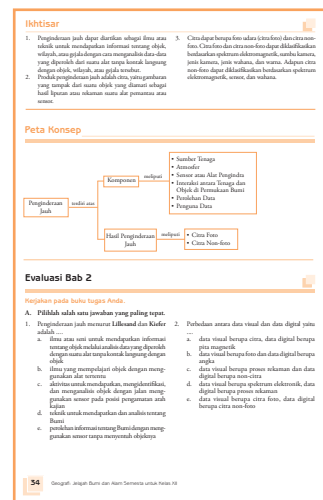 Ikhtisar
1. Penginderaan jauh dapat diartikan sebagai ilmu atau
teknik untuk mendapatkan informasi tentang objek,
wilayah, atau gejala dengan cara menganalisis data-data
yang diperoleh dari suatu alat tanpa kontak langsung
dengan objek, wilayah, atau gejala tersebut.
2. Produk penginderaan jauh adalah citra, yaitu gambaran
yang tampak dari suatu objek yang diamati sebagai
hasil liputan atau rekaman suatu alat pemantau atau
sensor.
3. Citra dapat berupa foto udara (citra foto) dan citra non-
foto. Citra foto dan citra non-foto dapat diklasifikasikan
berdasarkan spektrum elektromagnetik, sumbu kamera,
jenis kamera, jenis wahana, dan warna. Adapun citra
non-foto dapat diklasifikasikan berdasarkan spektrum
elektromagnetik, sensor, dan wahana.
Peta Konsep
Penginderaan
Jauh
terdiri atas
Komponen
meliputi
• Sumber Tenaga
• Atmosfer
• Sensor atau Alat Pengindra
• Interaksi antara Tenaga dan
Objek di Permukaan Bumi
• Perolehan Data
• Pengguna Data
Hasil Penginderaan
Jauh
meliputi
• Citra Foto
• Citra Non-foto
Evaluasi Bab 2
Kerjakan pada buku tugas Anda.
A. Pilihlah salah satu jawaban yang paling tepat.
1. Penginderaan jauh menurut Lillesand dan Kiefer
adalah ....
a. ilmu atau seni untuk mendapatkan informasi
tentang objek melalui analisis data yang diperoleh
dengan suatu alat tanpa kontak langsung dengan
objek
b. ilmu yang mempelajari objek dengan meng-
gunakan alat tertentu
c. aktivitas untuk mendapatkan, mengidentifikasi,
dan menganalisis objek dengan jalan meng-
gunakan sensor pada posisi pengamatan arah
kajian
d. teknik untuk mendapatkan dan analisis tentang
Bumi
e. perolehan informasi tentang Bumi dengan meng-
gunakan sensor tanpa menyentuh objeknya
2. Perbedaan antara data visual dan data digital yaitu
....
a. data visual berupa citra, data digital berupa
pita magnetik
b. data visual berupa foto dan data digital berupa
angka
c. data visual berupa proses rekaman dan data
digital berupa non-citra
d. data visual berupa spektrum elektronik, data
digital berupa proses rekaman
e. data visual berupa citra foto, data digital
berupa citra non-foto
34 Geografi: Jelajah Bumi dan Alam Semesta untuk Kelas XII